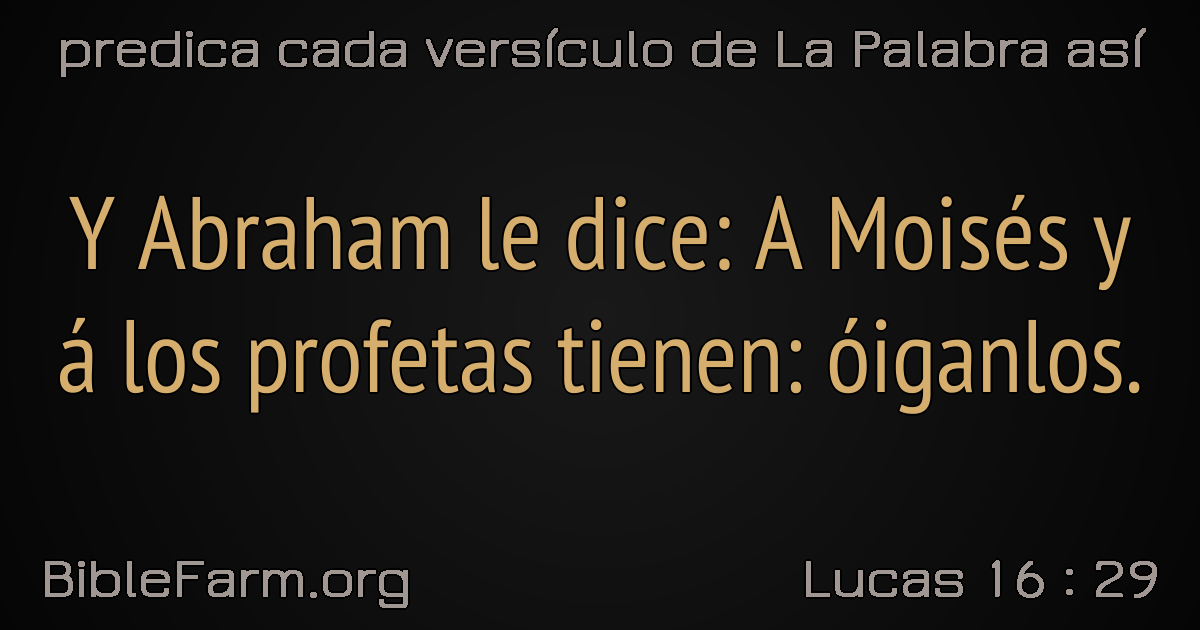 predica cada versículo de La Palabra así
Y Abraham le dice: A Moisés y
á los profetas tienen: óiganlos.
BibleFarm.org
Lucas 16 : 29